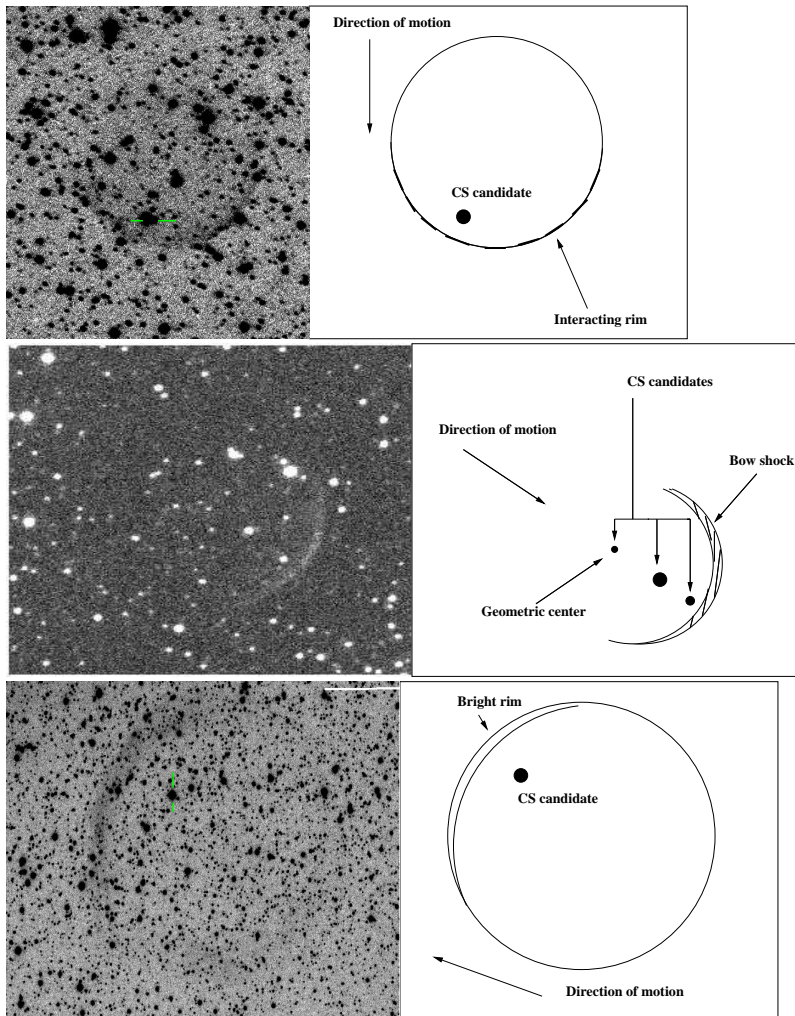 Direction of motion
CS candidate
Interacting rim
CS candidates
Direction of motion
Bow shock
Geometric center
Bright rim
CS candidate
Direction of motion